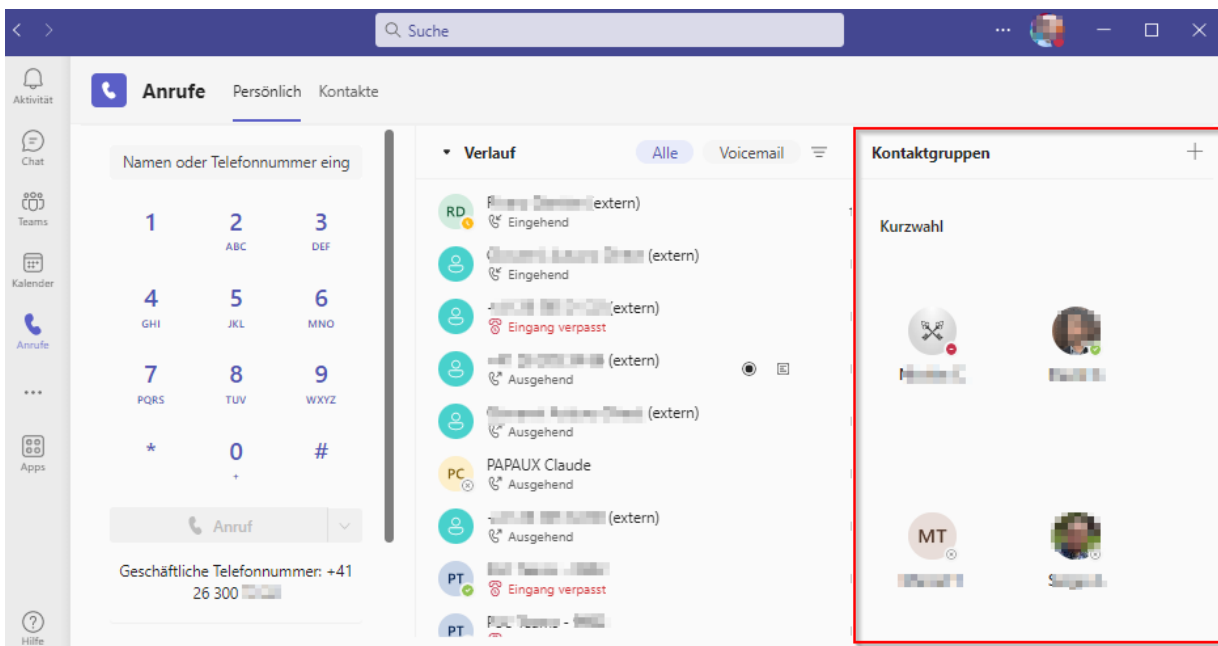 Suche
Aktivität
Chat
Teams
Kalender
Anrufe
Apps
Hilfe
Anrufe Persönlich Kontakte
Namen oder Telefonnummer eing
1 2 3
ABC DEF
4 5 6
GHI JKL MNO
7 8 9
PQRS TUV WXYZ
* 0 #
+
Anruf
Geschäftliche Telefonnummer: +41
26 300
Verlauf Alle Voicemail
RD (extern)
Eingehend
(extern)
Eingehend
(extern)
Eingang verpasst
(extern)
Ausgehend
(extern)
Ausgehend
PC PAPAUX Claude
Ausgehend
(extern)
Ausgehend
PT
Eingang verpasst
PT
Kontaktgruppen
Kurzwahl
MT